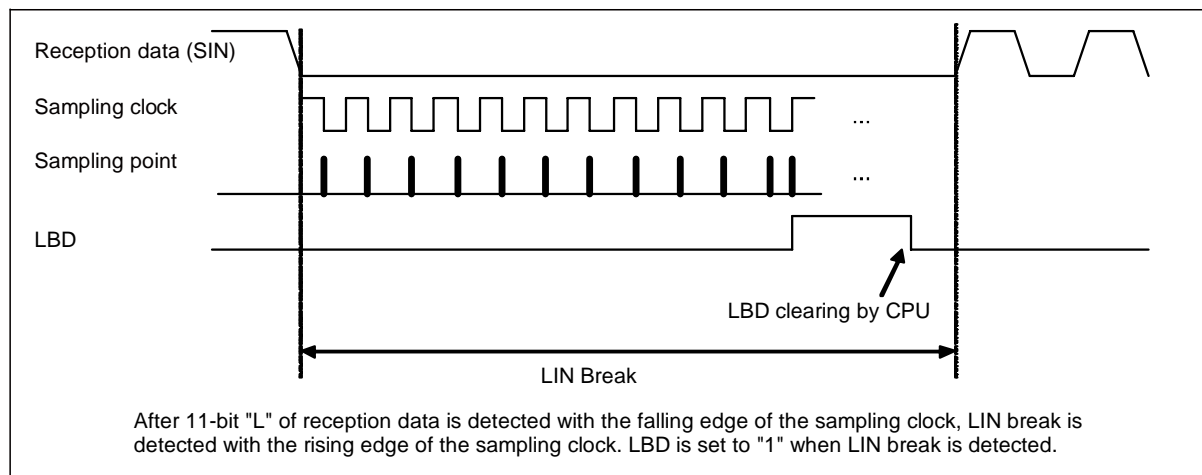 Reception data (SIN)
Sampling clock
...
Sampling point
...
LBD
LBD clearing by CPU
LIN Break
After 11-bit "L" of reception data is detected with the falling edge of the sampling clock, LIN break is
detected with the rising edge of the sampling clock. LBD is set to "1" when LIN break is detected.